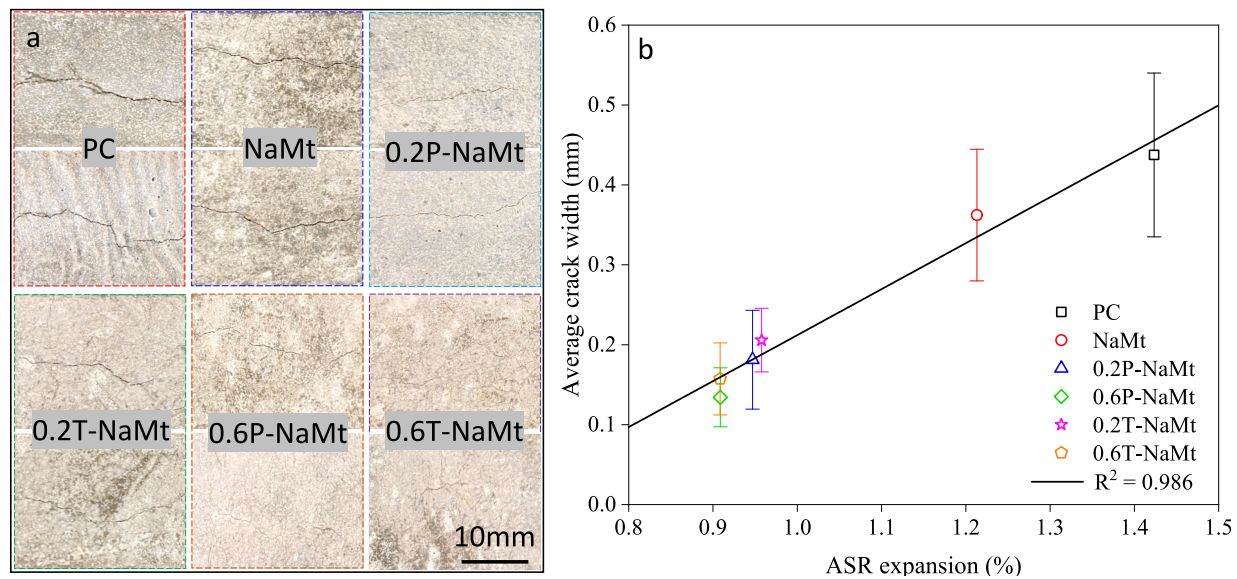 a
PC
NaMt
0.2P-NaMt
0.2T-NaMt
0.6P-NaMt
0.6T-NaMt
10mm
b
Average crack width (mm)
0.6
0.5
0.4
0.3
0.2
0.1
0.0
PC
NaMt
0.2P-NaMt
0.6P-NaMt
0.2T-NaMt
0.6T-NaMt
R² = 0.986
0.8 0.9 1.0 1.1 1.2 1.3 1.4 1.5
ASR expansion (%)